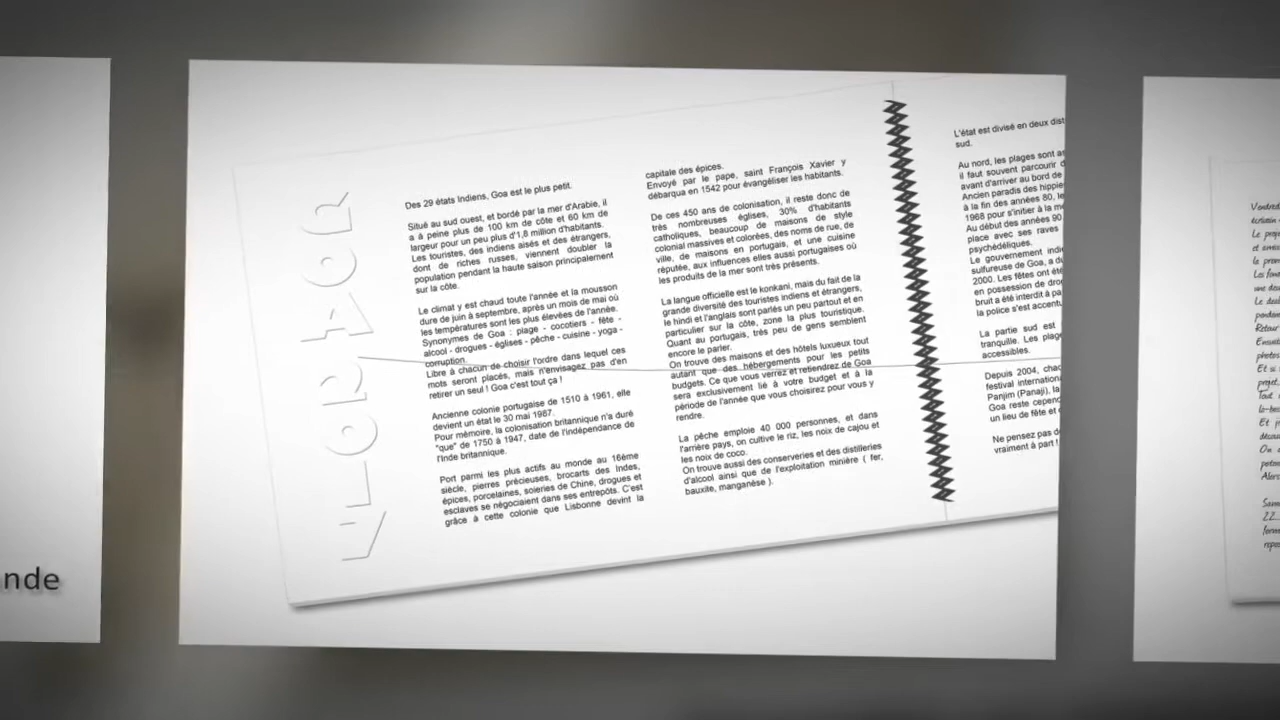 nde
Des 29 états Indiens, Goa est le plus petit.
Situé au sud ouest, et bordé par la mer d'Arabie, il
a à peine plus de 100 km de côte et 60 km de
largeur pour un peu plus d'1,8 million d'habitants.
Les touristes, des indiens aisés et des étrangers,
dont de riches russes, viennent doubler la
population pendant la haute saison principalement
sur la côte.
Le climat y est chaud toute l'année et la mousson
dure de juin à septembre, après un mois de mai où
les températures sont les plus élevées de l'année.
Synonymes de Goa : plage - cocotiers - fête -
alcool - drogues - églises - pêche - cuisine - yoga -
corruption.
Libre à chacun de choisir l'ordre dans lequel ces
mots seront placés, mais n'envisagez pas d'en
retirer un seul ! Goa c'est tout ça !
Ancienne colonie portugaise de 1510 à 1961, elle
devient un état le 30 mai 1987.
Pour mémoire, la colonisation britannique n'a duré
"que" de 1750 à 1947, date de l'indépendance de
l'Inde britannique.
Port parmi les plus actifs au monde au 16ème
siècle, pierres précieuses, brocarts des Indes,
épices, porcelaines, soieries de Chine, drogues et
esclaves se négociaient dans ses entrepôts. C'est
grâce à cette colonie que Lisbonne devint la
capitale des épices.
Envoyé par le pape, saint François Xavier y
débarqua en 1542 pour évangéliser les habitants.
De ces 450 ans de colonisation, il reste donc de
très nombreuses églises, 30% d'habitants
catholiques, beaucoup de maisons de style
colonial massives et colorées, des noms de rue, de
ville, de maisons en portugais, et une cuisine
réputée, aux influences elles aussi portugaises où
les produits de la mer sont très présents.
La langue officielle est le konkani, mais du fait de la
grande diversité des touristes indiens et étrangers,
le hindi et l'anglais sont parlés un peu partout et en
particulier sur la côte, zone la plus touristique.
Quant au portugais, très peu de gens semblent
encore le parler.
On trouve des maisons et des hôtels luxueux tout
autant que des hébergements pour les petits
budgets. Ce que vous verrez et retiendrez de Goa
sera exclusivement lié à votre budget et à la
période de l'année que vous choisirez pour vous y
rendre.
La pêche emploie 40 000 personnes, et dans
l'arrière pays, on cultive le riz, les noix de cajou et
les noix de coco.
On trouve aussi des conserveries et des distilleries
d'alcool ainsi que de l'exploitation minière ( fer,
bauxite, manganèse ).
L'état est divisé en deux dist
sud.
Au nord, les plages sont a
il faut souvent parcourir
avant d'arriver au bord de
Ancien paradis des hippie
à la fin des années 80, le
1968 pour s'initier à la m
Au début des années 90
place avec ses raves
psychédéliques.
Le gouvernement indi
sulfureuse de Goa, a d
2000. Les fêtes ont été
en possession de dro
bruit a été interdit à pa
la police s'est accent
La partie sud est
tranquille. Les plage
accessibles.
Depuis 2004, chaq
festival internation
Panjim (Panaji), la
Goa reste cepend
un lieu de fête et
Ne pensez pas d
vraiment à part !
Vendred
Le proj